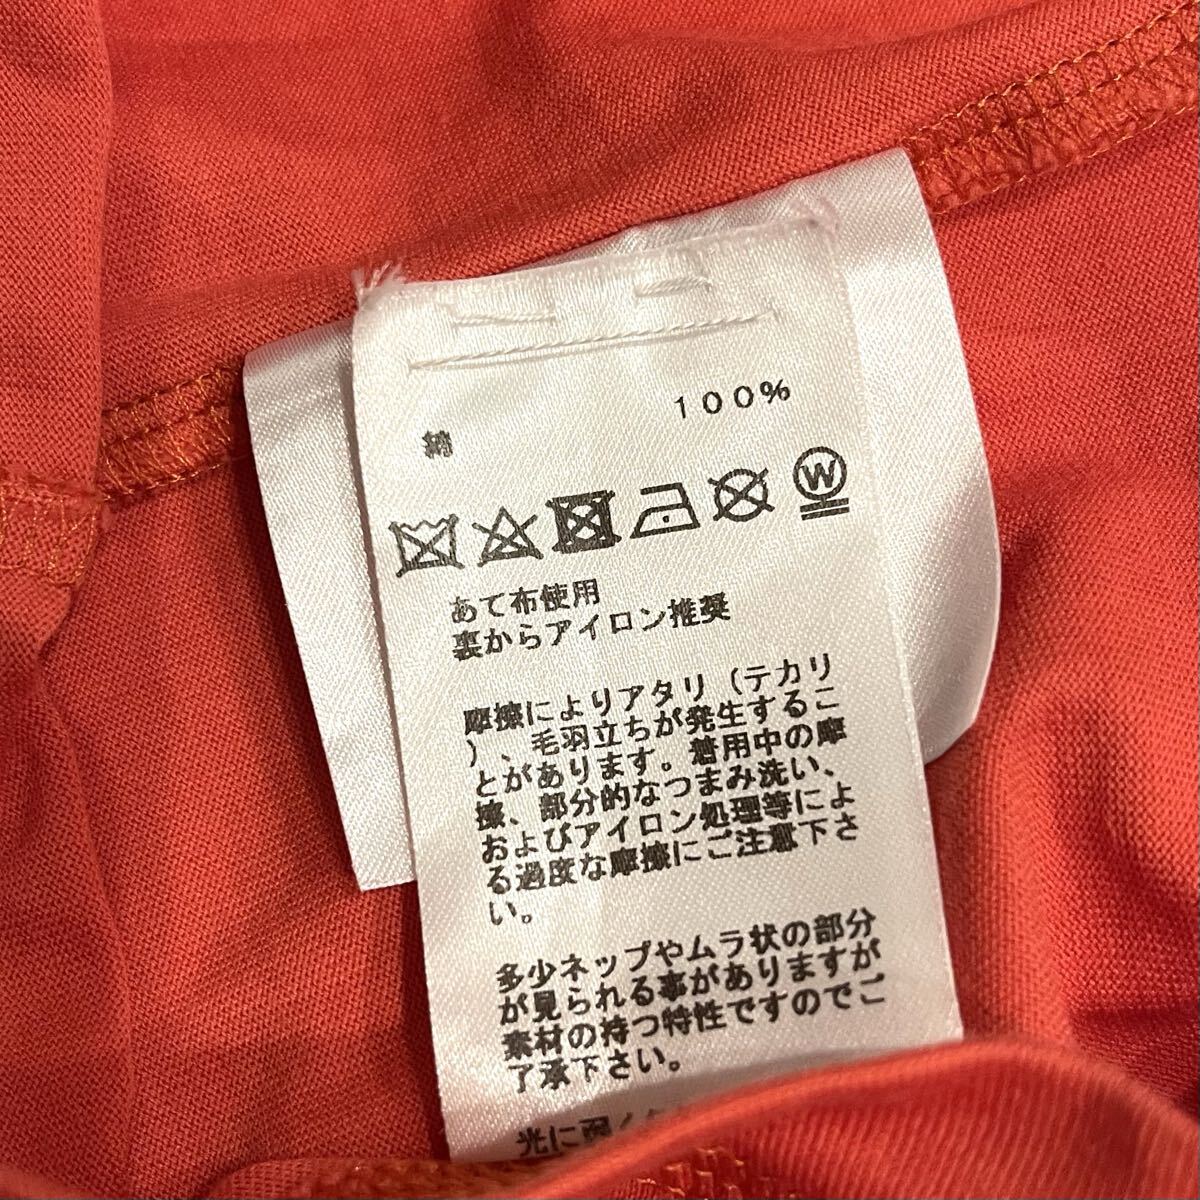 綿 100%
W
あて布使用
裏からアイロン推奨
摩擦によりアタリ（テカリ
）、毛羽立ちが発生するこ
とがあります。着用中の摩
擦、部分的なつまみ洗い、
およびアイロン処理等によ
る過度な摩擦にご注意下さ
い。
多少ネップやムラ状の部分
が見られる事がありますが
素材の持つ特性ですのでご
了承下さい。
光に弱く